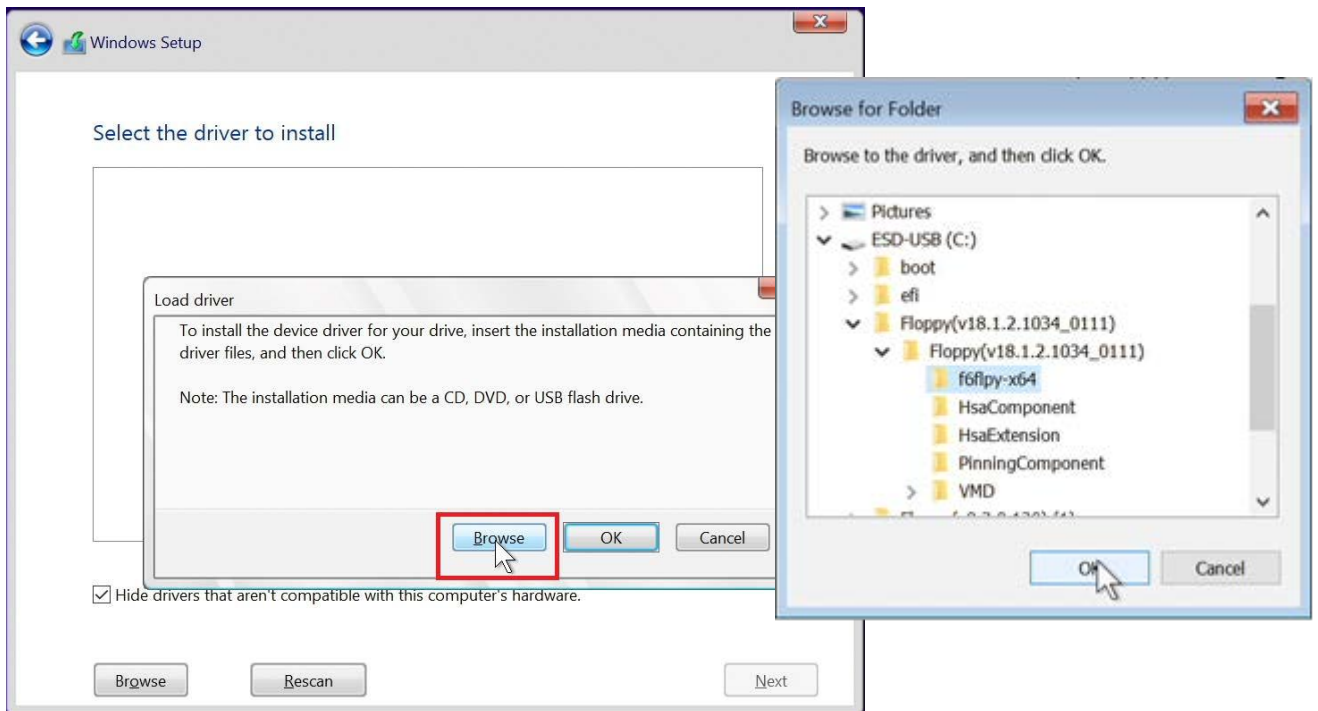 Windows Setup
Select the driver to install
Load driver
To install the device driver for your drive, insert the installation media containing the
driver files, and then click OK.
Note: The installation media can be a CD, DVD, or USB flash drive.
Browse
OK
Cancel
Hide drivers that aren't compatible with this computer's hardware.
Browse
Rescan
Next
Browse for Folder
Browse to the driver, and then click OK.
Pictures
ESD-USB (C:)
boot
efi
Floppy(v18.1.2.1034_0111)
Floppy(v18.1.2.1034_0111)
f6flpy-x64
HsaComponent
HsaExtension
PinningComponent
VMD
OK
Cancel